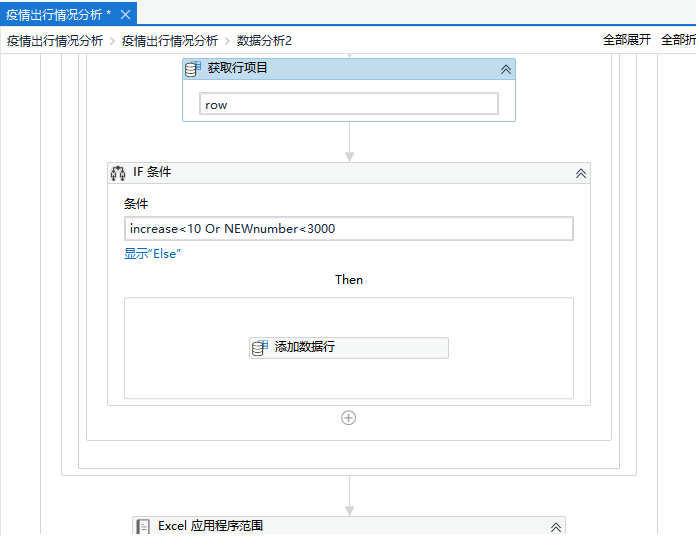 疫情出行情况分析 *
疫情出行情况分析 疫情出行情况分析 数据分析2 全部展开 全部折
获取行项目
row
IF 条件
条件
increase<10 Or NEWnumber<3000
显示“Else”
Then
添加数据行
Excel 应用程序范围